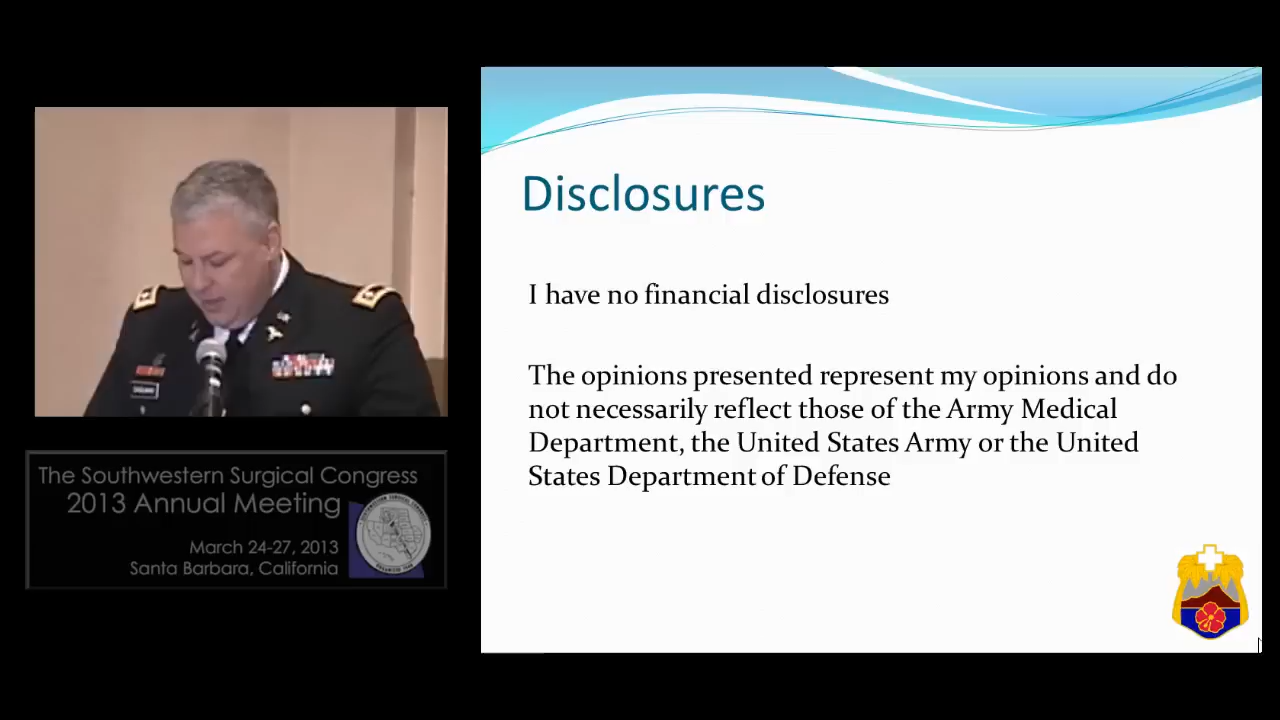 The Southwestern Surgical Congress
2013 Annual Meeting
March 24-27, 2013
Santa Barbara, California
Disclosures
I have no financial disclosures
The opinions presented represent my opinions and do
not necessarily reflect those of the Army Medical
Department, the United States Army or the United
States Department of Defense